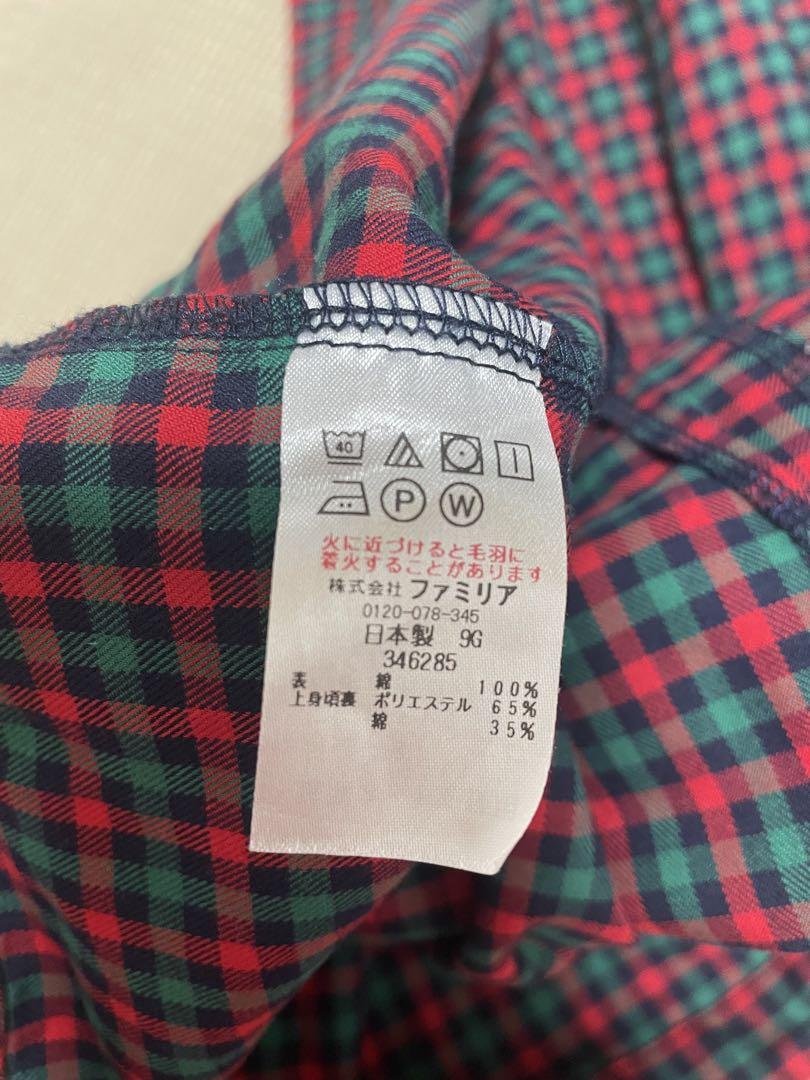 40
P W
火に近づけると毛羽に
着火することがあります
株式会社 ファミリア
0120-078-345
日本製 9G
346285
表 綿 100%
上身頃裏 ポリエステル 65%
綿 35%